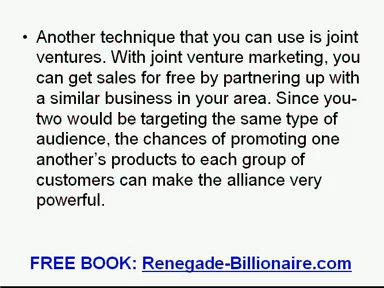 • Another technique that you can use is joint
ventures. With joint venture marketing, you
can get sales for free by partnering up with
a similar business in your area. Since you-
two would be targeting the same type of
audience, the chances of promoting one
another's products to each group of
customers can make the alliance very
powerful.
FREE BOOK: Renegade-Billionaire.com